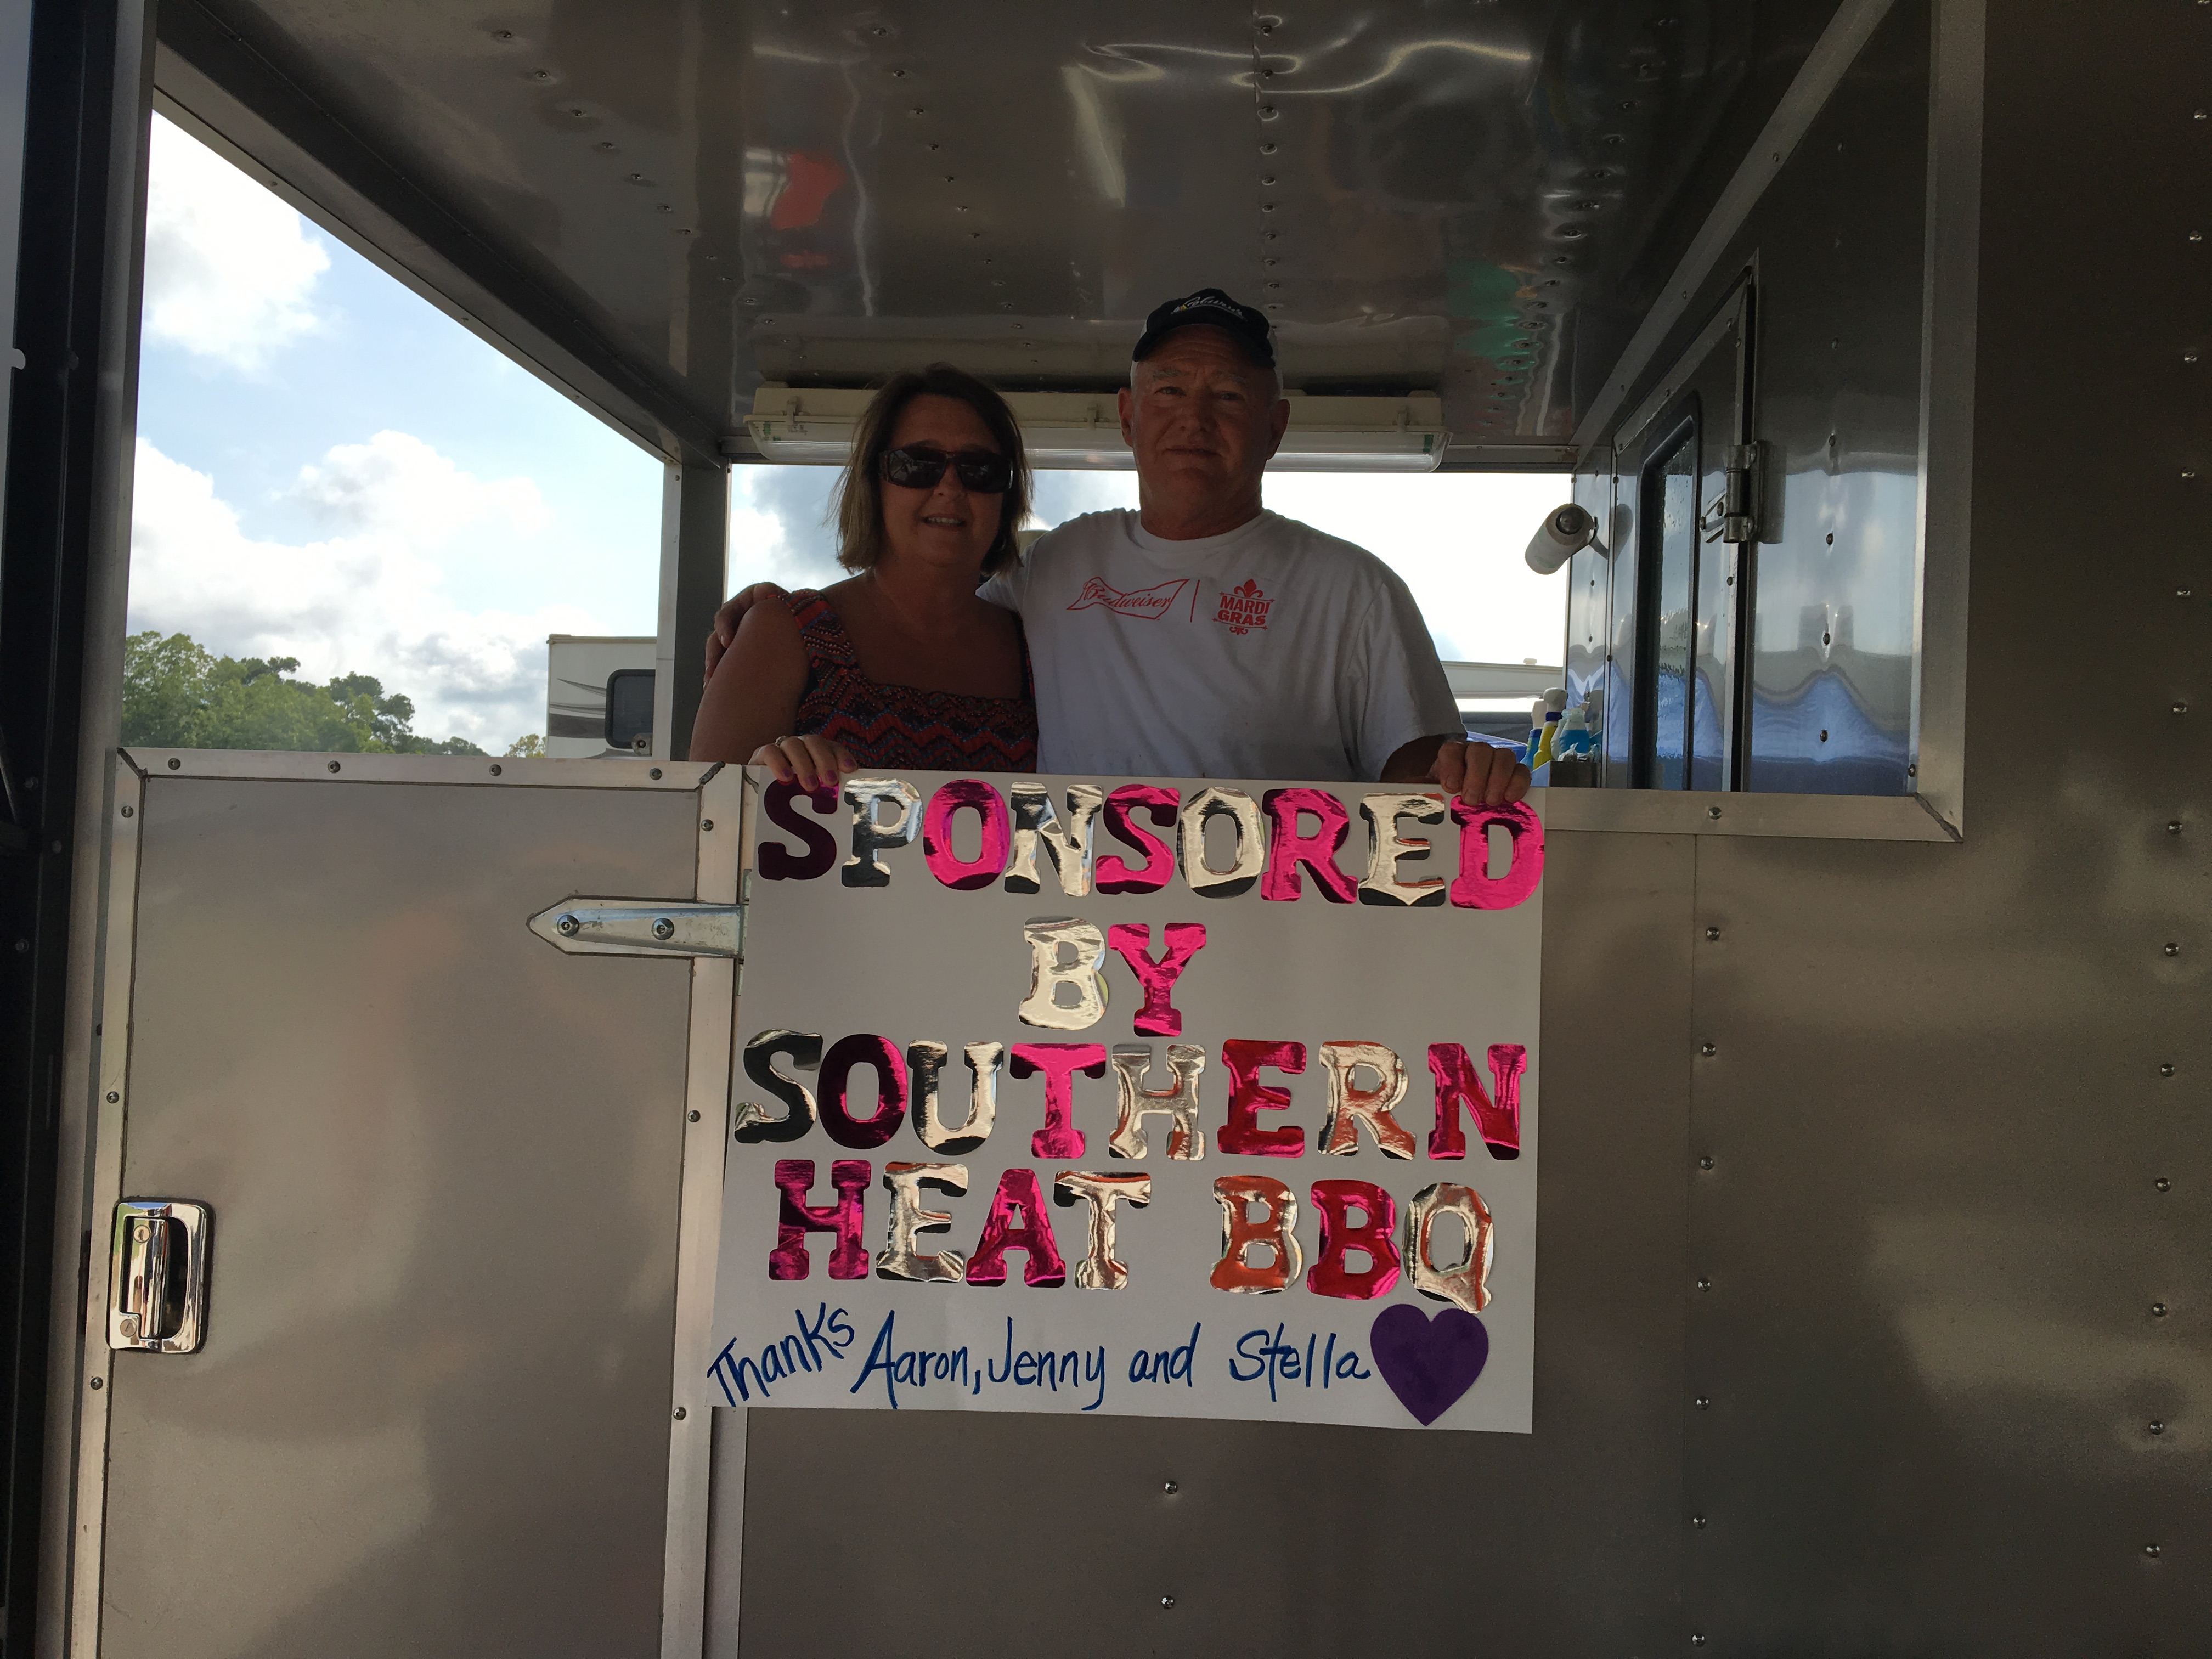 Budweiser
MARDI
GRAS
SPONSORED
BY
SOUTHERN
HEAT BBQ
Thanks Aaron, Jenny and Stella